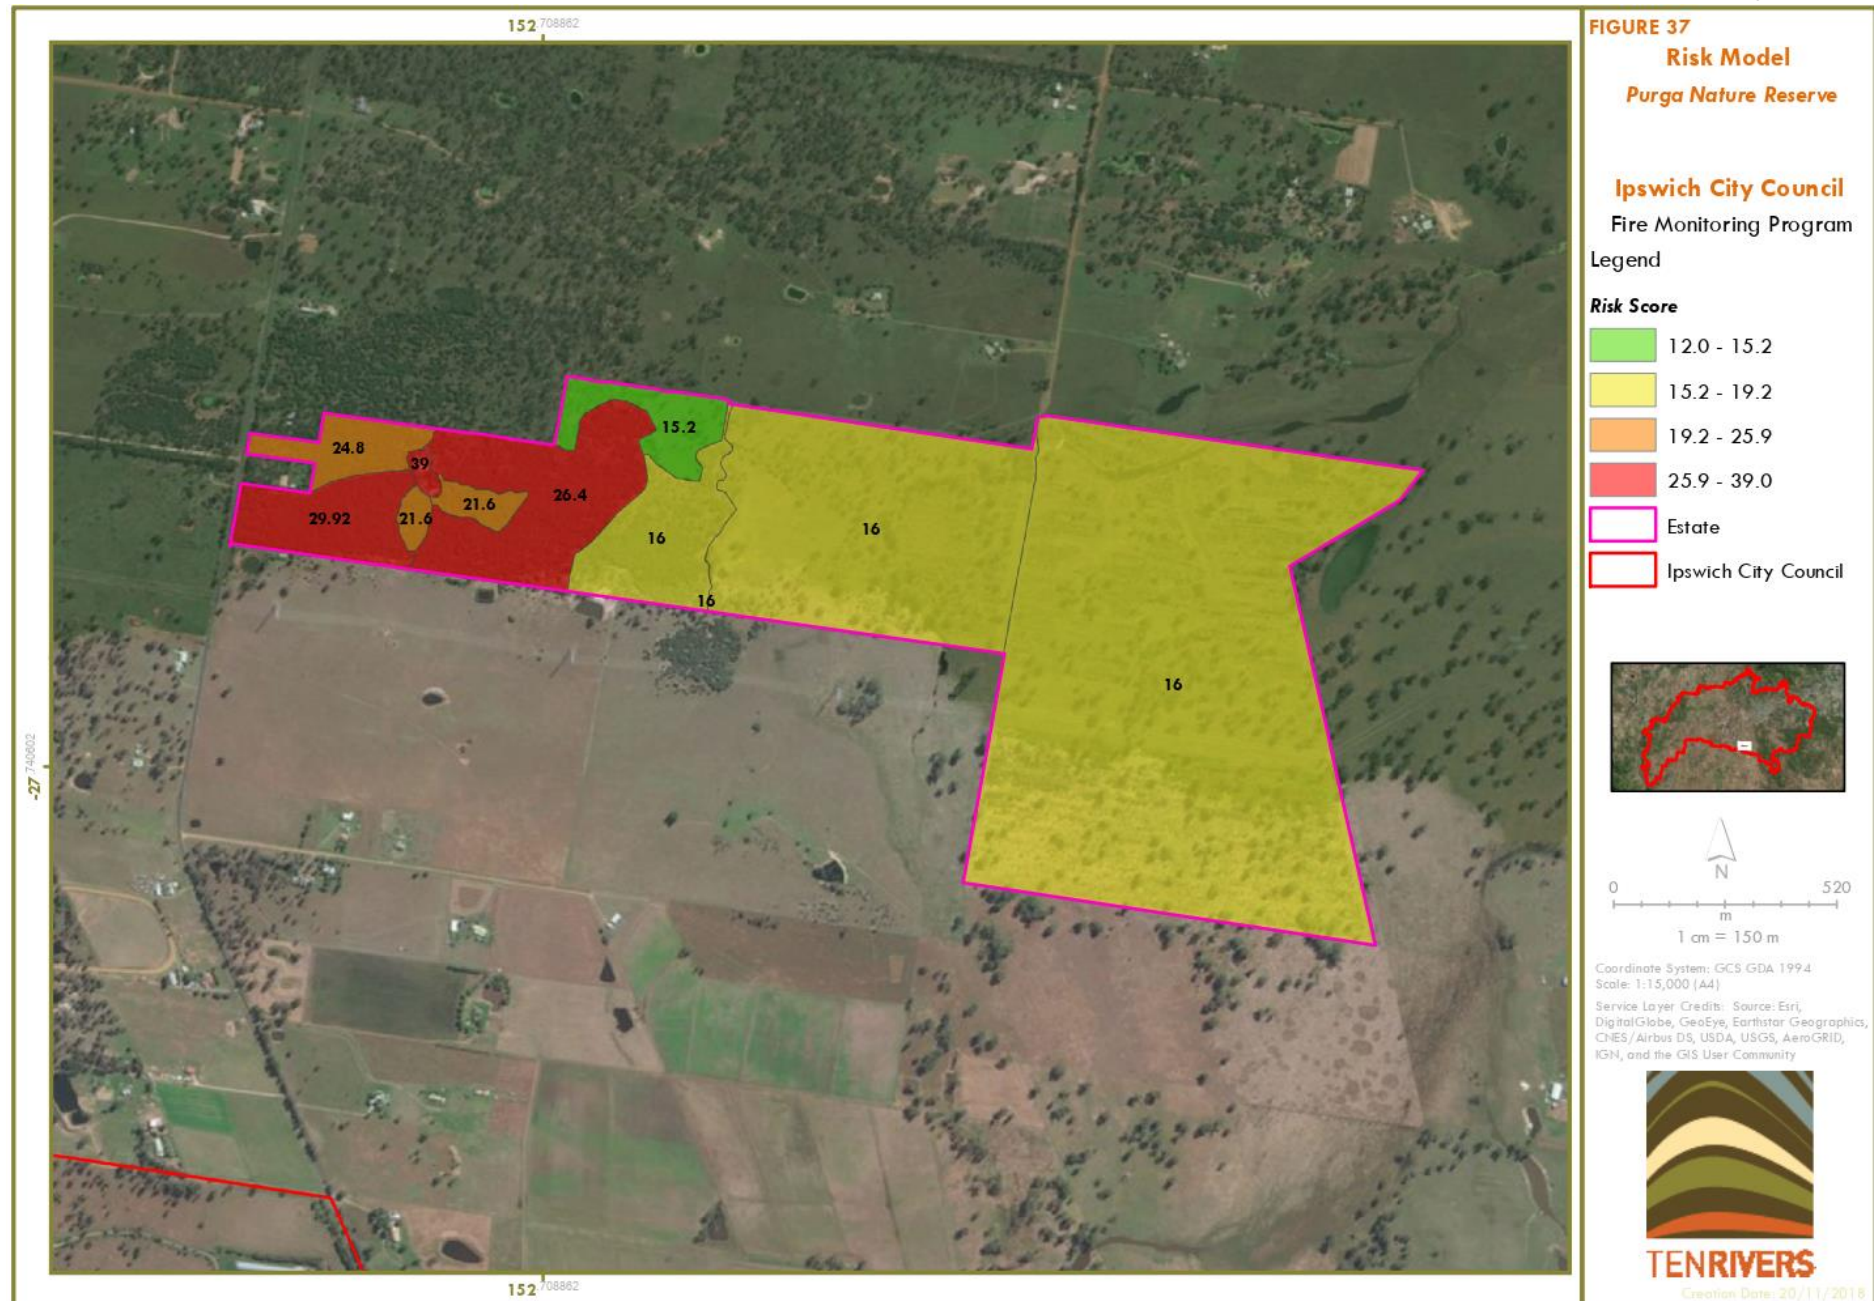 152.708862
FIGURE 37
Risk Model
Purga Nature Reserve
Ipswich City Council
Fire Monitoring Program
Legend
Risk Score
12.0 - 15.2
15.2 - 19.2
19.2 - 25.9
25.9 - 39.0
Estate
Ipswich City Council
24.8
39
29.92
21.6
21.6
26.4
15.2
16
16
16
16
-27.740602
152.708862
N
0
520
m
1 cm = 150 m
Coordinate System: GCS GDA 1994
Scale: 1:15,000 (A4)
Service Layer Credits: Source: Esri,
DigitalGlobe, GeoEye, Earthstar Geographics,
CNES/Airbus DS, USDA, USGS, AeroGRID,
IGN, and the GIS User Community
TENRIVERS
Creation Date: 20/11/2018